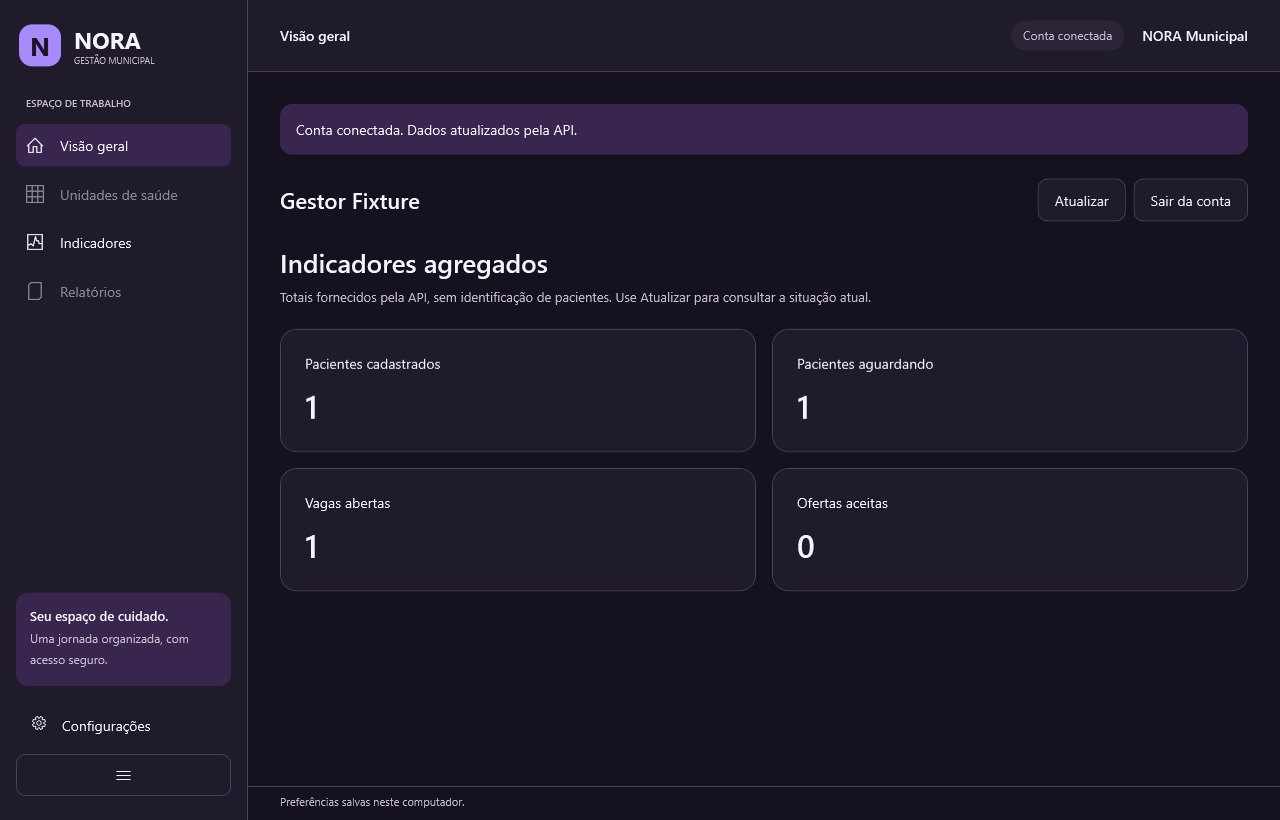 N
NORA
GESTÃO MUNICIPAL
ESPAÇO DE TRABALHO
Visão geral
Unidades de saúde
Indicadores
Relatórios
Seu espaço de cuidado.
Uma jornada organizada, com
acesso seguro.
Configurações
Visão geral
Conta conectada
NORA Municipal
Conta conectada. Dados atualizados pela API.
Gestor Fixture
Atualizar
Sair da conta
Indicadores agregados
Totais fornecidos pela API, sem identificação de pacientes. Use Atualizar para consultar a situação atual.
Pacientes cadastrados
1
Pacientes aguardando
1
Vagas abertas
1
Ofertas aceitas
0
Preferências salvas neste computador.